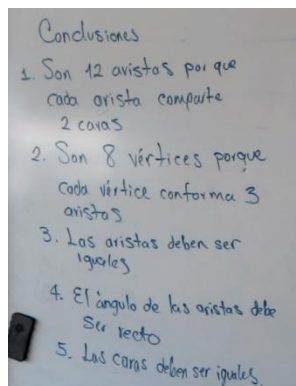 Conclusiones
1. Son 12 aristas por que
cada arista comparte
2 caras
2. Son 8 vértices porque
cada vértice conforma 3
aristas
3. Las aristas deben ser
iguales
4. El ángulo de las aristas debe
ser recto
5. Las caras deben ser iguales.